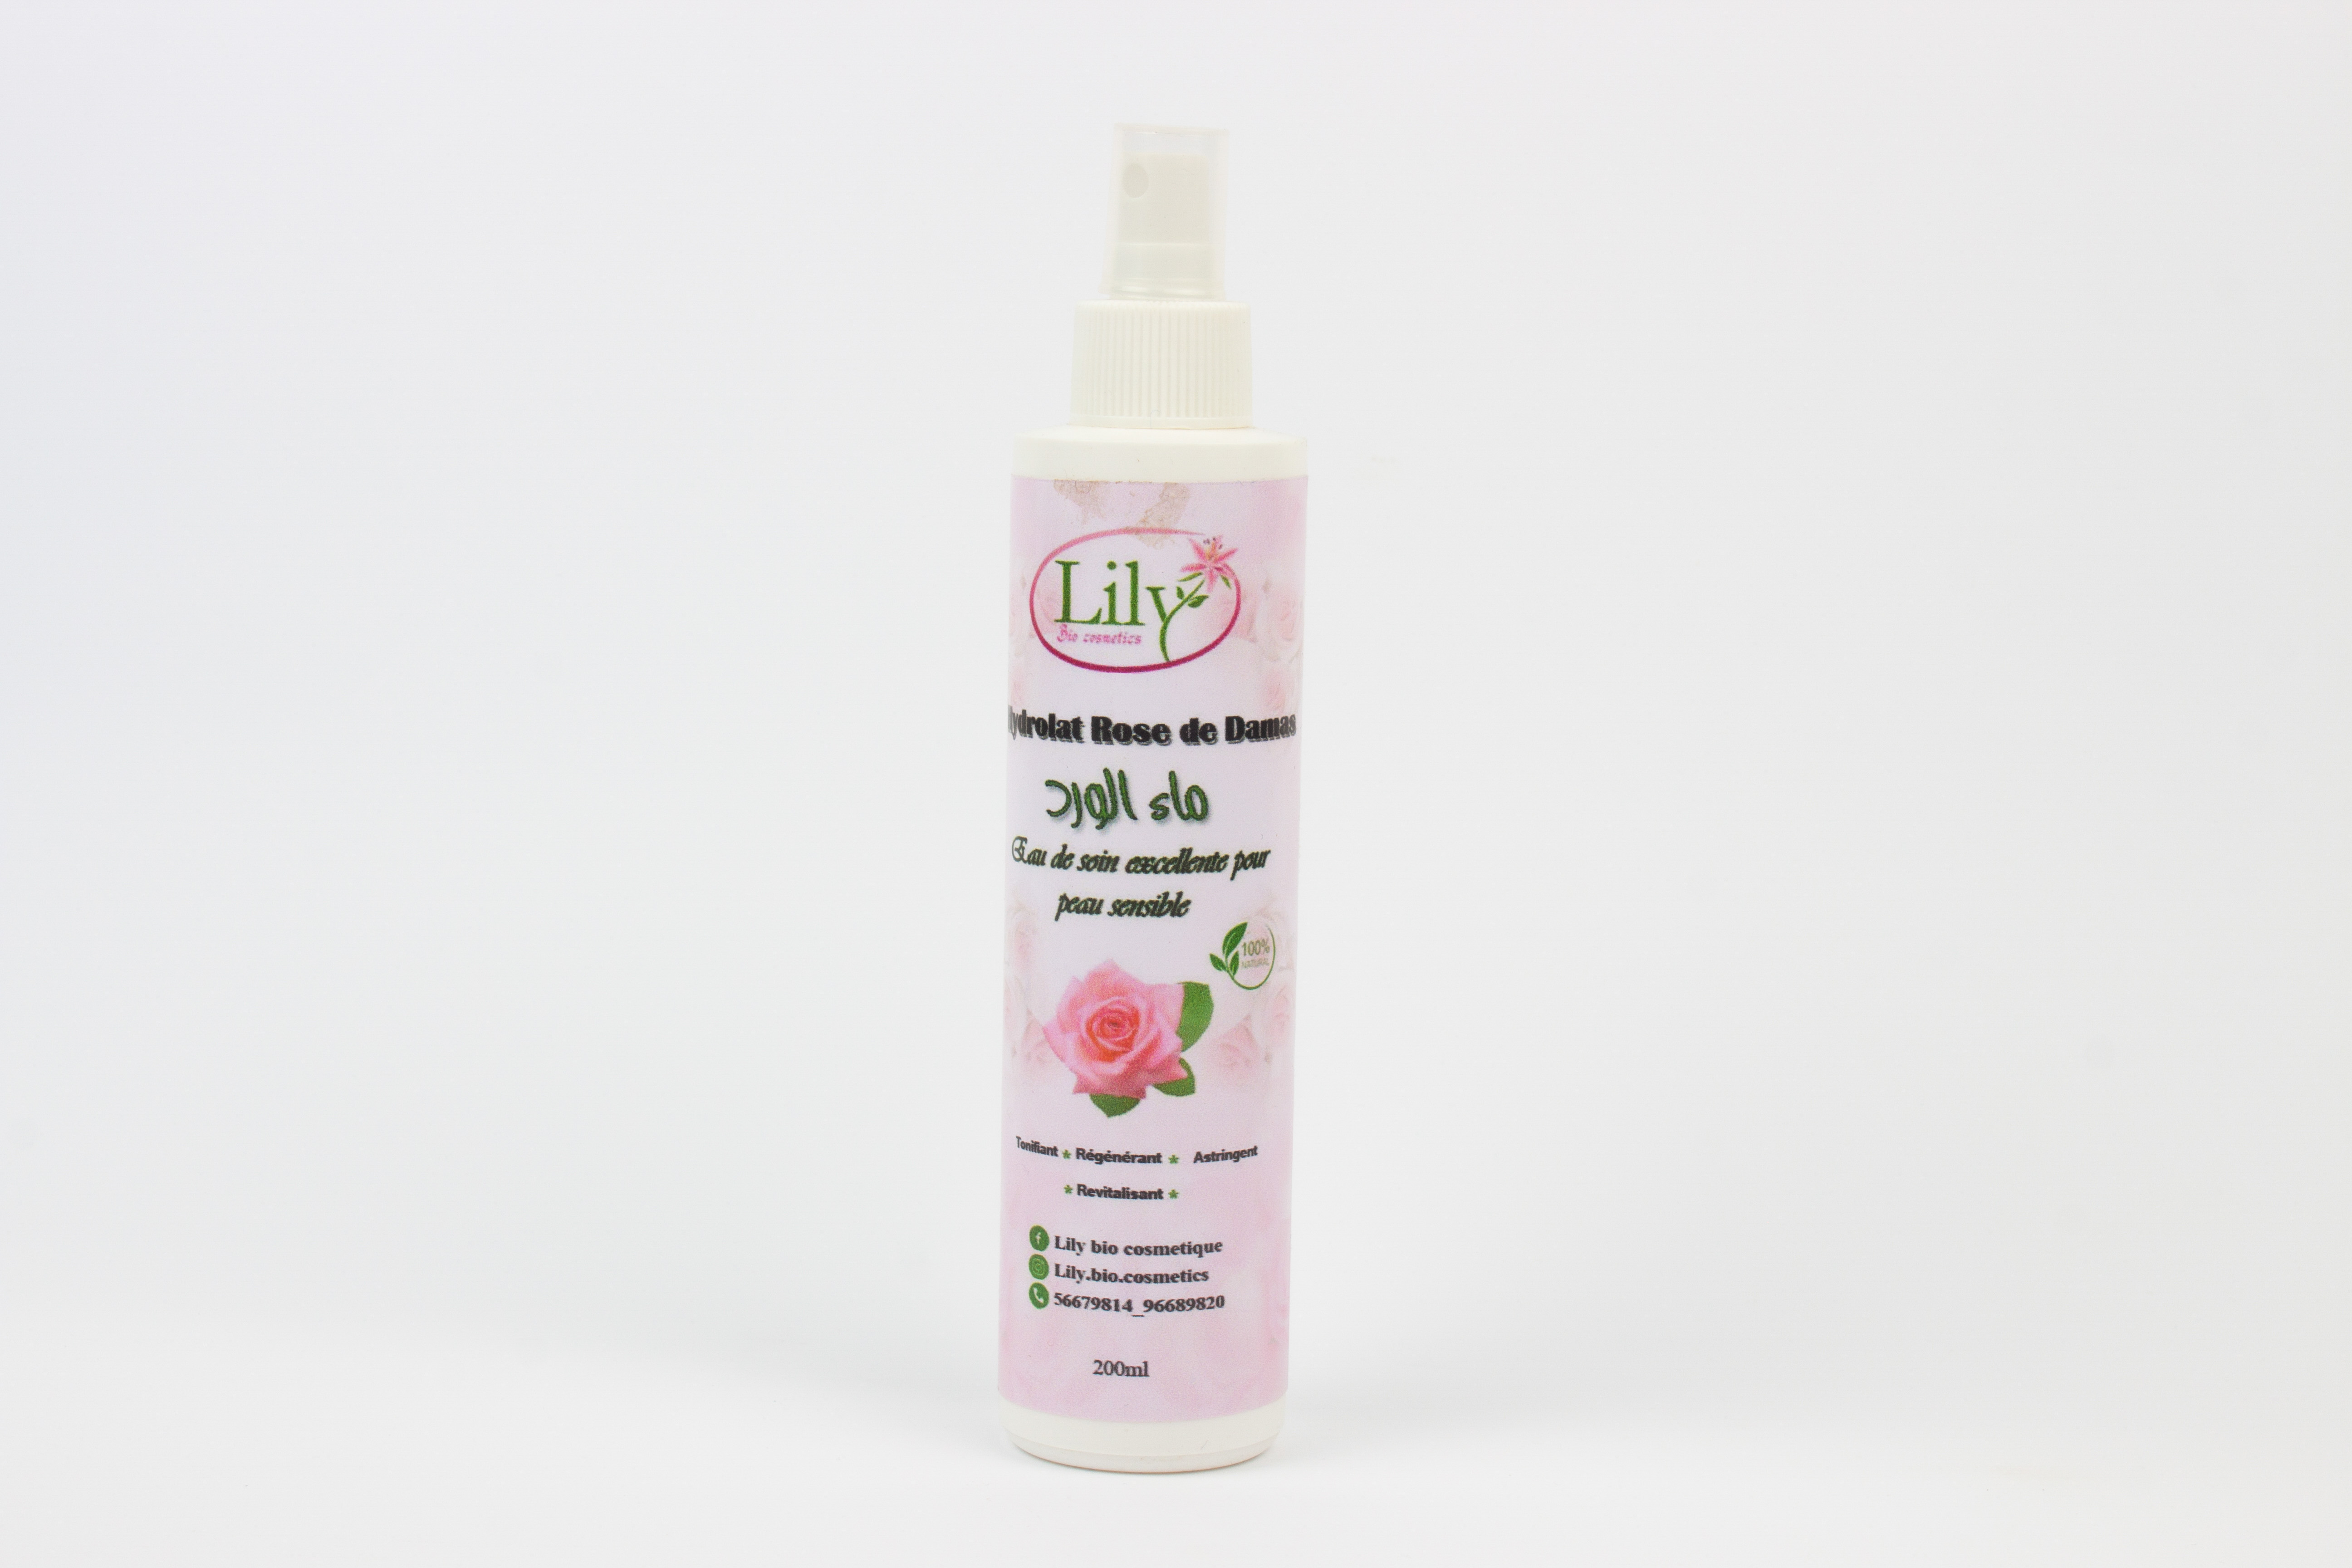 Lily
Bio cosmetics
Hydrolat Rose de Damas
ماء الورد
Eau de soin excellente pour
peau sensible
100%
NATURAL
Tonifiant * Régénérant * Astringent
* Revitalisant *
Lily bio cosmetique
Lily.bio.cosmetics
56679814_96689820
200ml